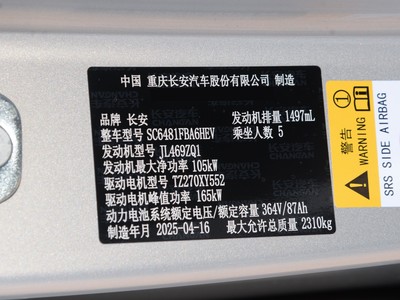 中国 重庆长安汽车股份有限公司 制造
品牌 长安 发动机排量 1497mL
整车型号 SC6481FBA6HEV 乘坐人数 5
发动机型号 JL469ZQ1
发动机最大净功率 105kW
驱动电机型号 TZ270XY552
驱动电机峰值功率 165kW
动力电池系统额定电压/额定容量 364V/87Ah
制造年月 2025-04-16 最大允许总质量 2310kg
警告
WARNING
SRS SIDE AIRBAG